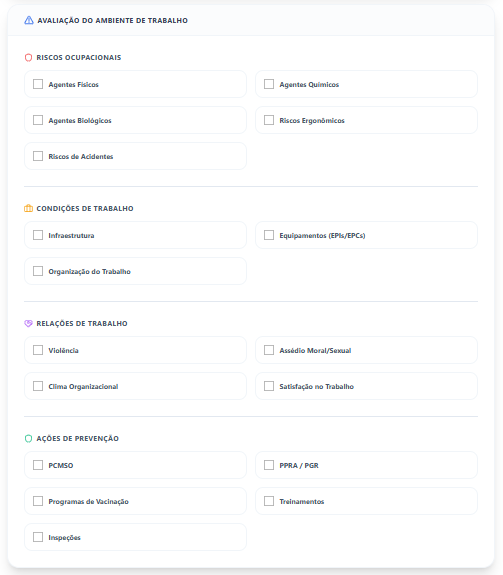 AVALIAÇÃO DO AMBIENTE DE TRABALHO
RISCOS OCUPACIONAIS
Agentes Físicos
Agentes Químicos
Agentes Biológicos
Riscos Ergonômicos
Riscos de Acidentes
CONDIÇÕES DE TRABALHO
Infraestrutura
Equipamentos (EPIs/EPCs)
Organização do Trabalho
RELAÇÕES DE TRABALHO
Violência
Assédio Moral/Sexual
Clima Organizacional
Satisfação no Trabalho
AÇÕES DE PREVENÇÃO
PCMSO
PPRA / PGR
Programas de Vacinação
Treinamentos
Inspeções